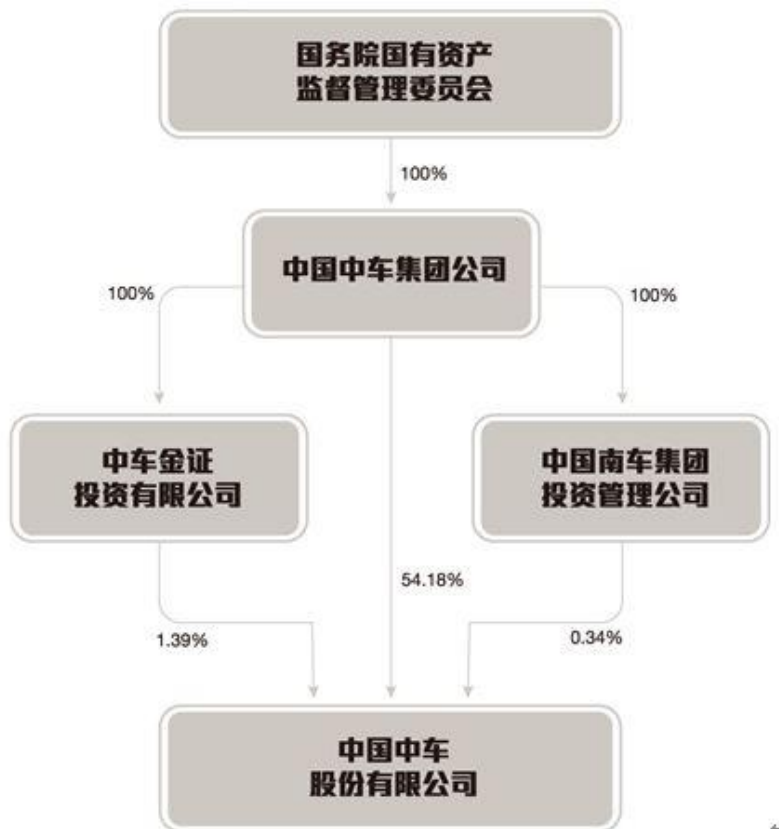 国务院国有资产
监督管理委员会
100%
中国中车集团公司
100%
100%
中车金证
投资有限公司
中国南车集团
投资管理公司
54.18%
1.39%
0.34%
中国中车
股份有限公司